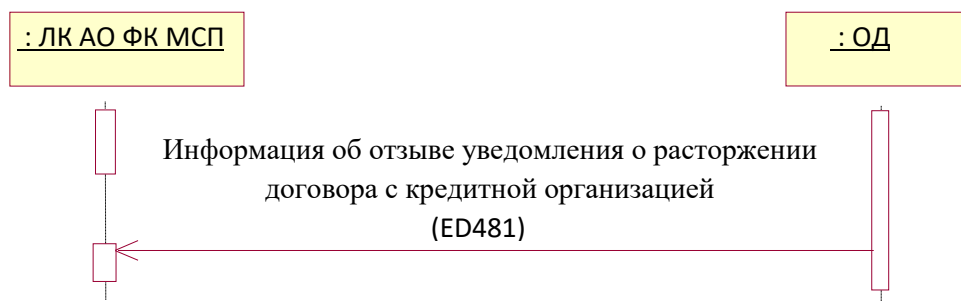 : ЛК АО ФК МСП
: ОД
Информация об отзыве уведомления о расторжении
договора с кредитной организацией
(ED481)